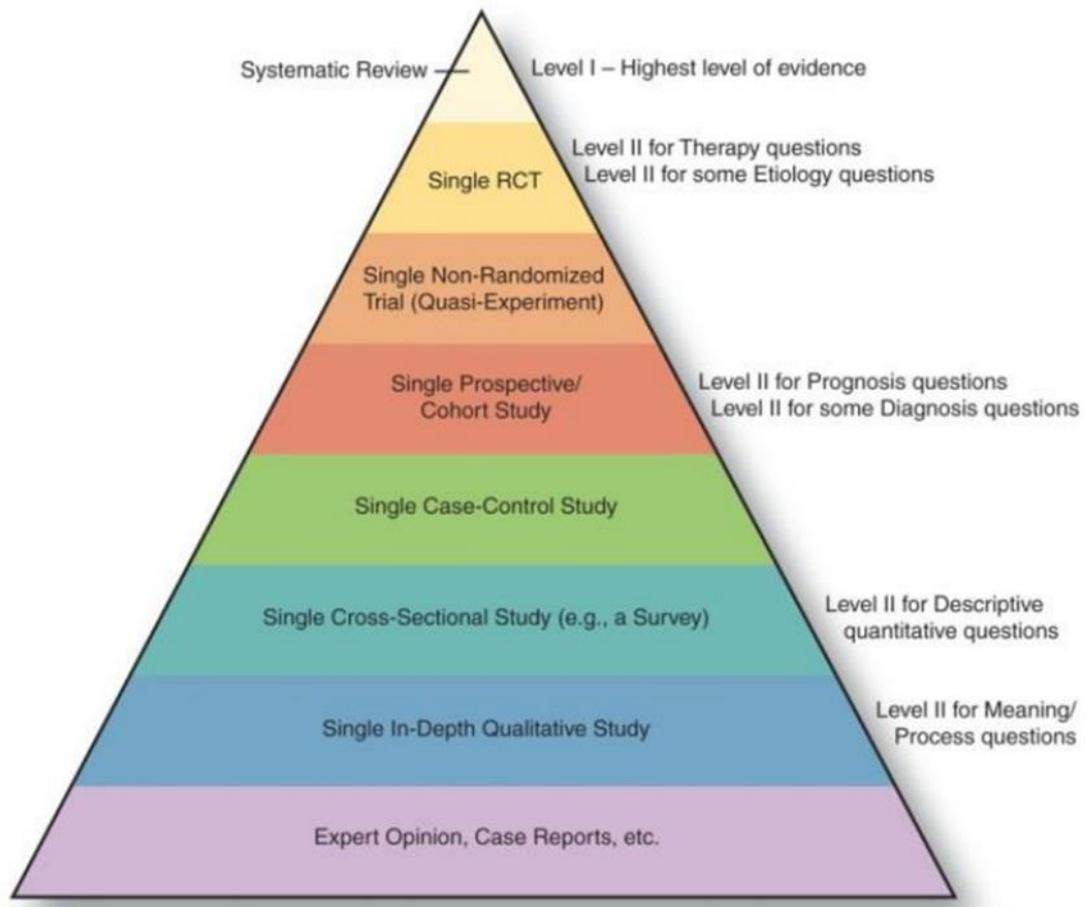 Systematic Review
Level I – Highest level of evidence
Level II for Therapy questions
Level II for some Etiology questions
Single RCT
Single Non-Randomized
Trial (Quasi-Experiment)
Single Prospective/
Cohort Study
Level II for Prognosis questions
Level II for some Diagnosis questions
Single Case-Control Study
Single Cross-Sectional Study (e.g., a Survey)
Level II for Descriptive
quantitative questions
Single In-Depth Qualitative Study
Level II for Meaning/
Process questions
Expert Opinion, Case Reports, etc.